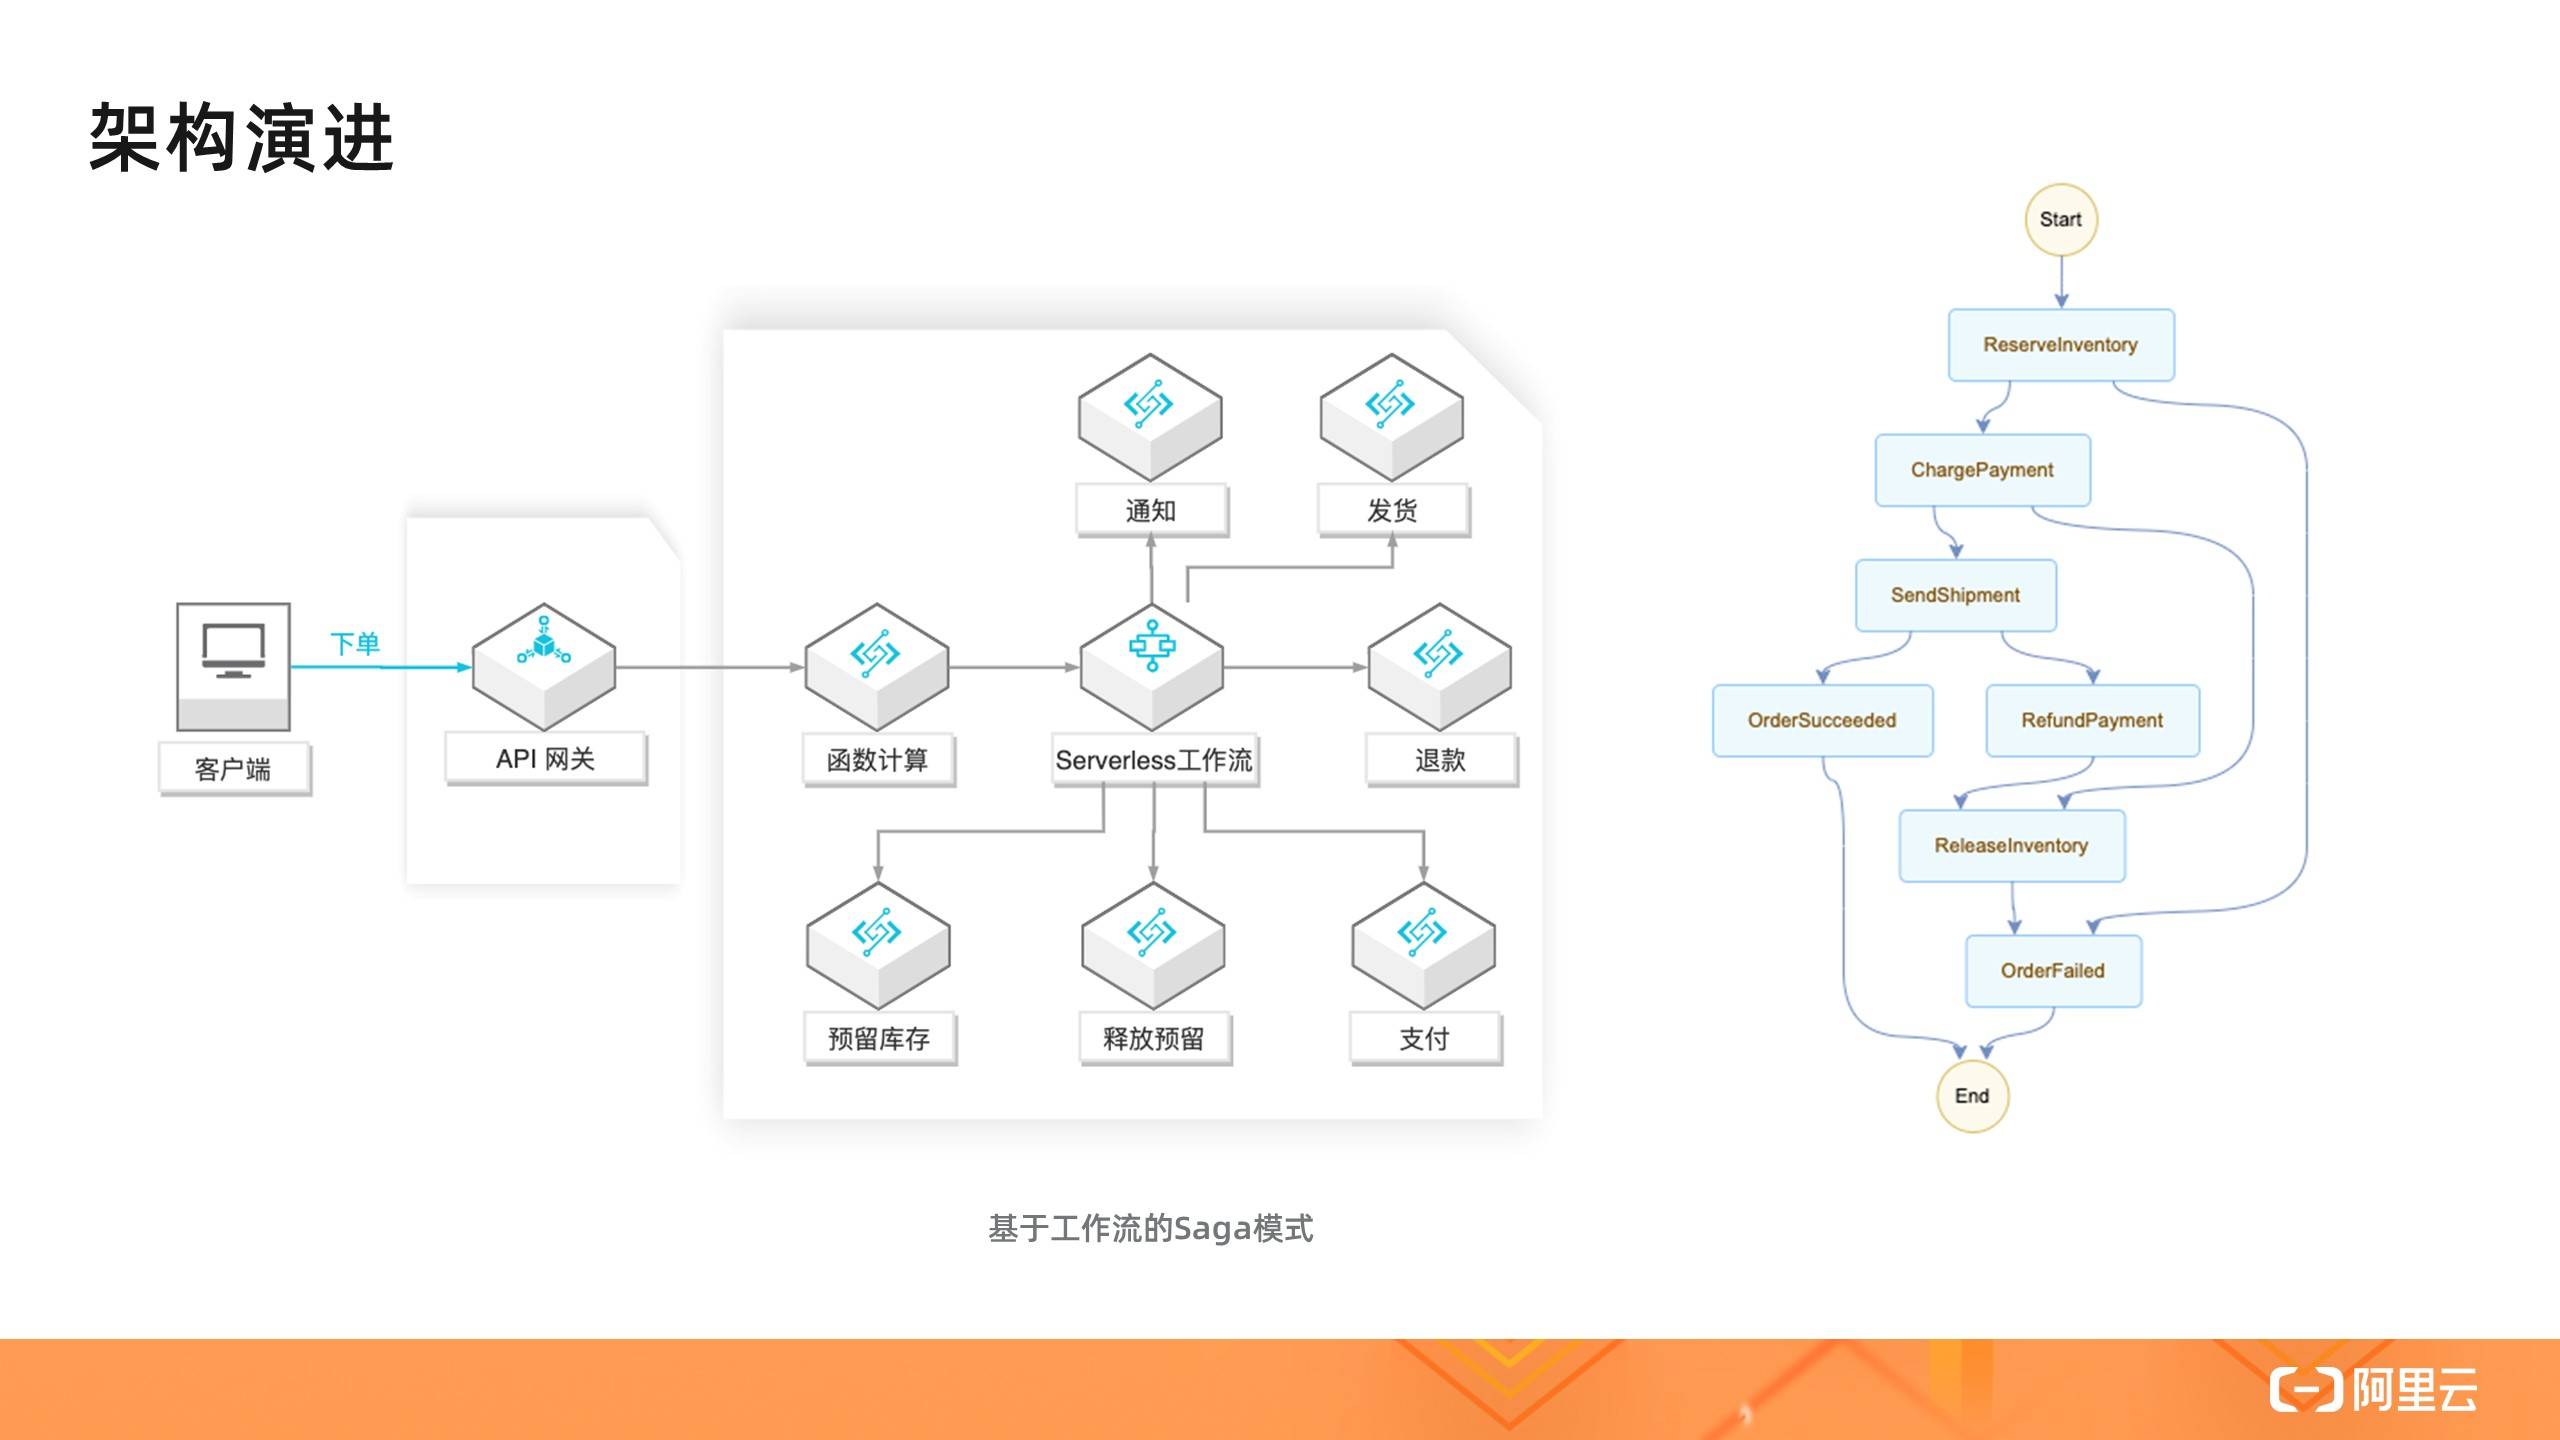 架构演进
通知
发货
下单
客户端
API 网关
函数计算
Serverless工作流
退款
预留库存
释放预留
支付
基于工作流的Saga模式
Start
ReserveInventory
ChargePayment
SendShipment
OrderSucceeded
RefundPayment
ReleaseInventory
OrderFailed
End
阿里云